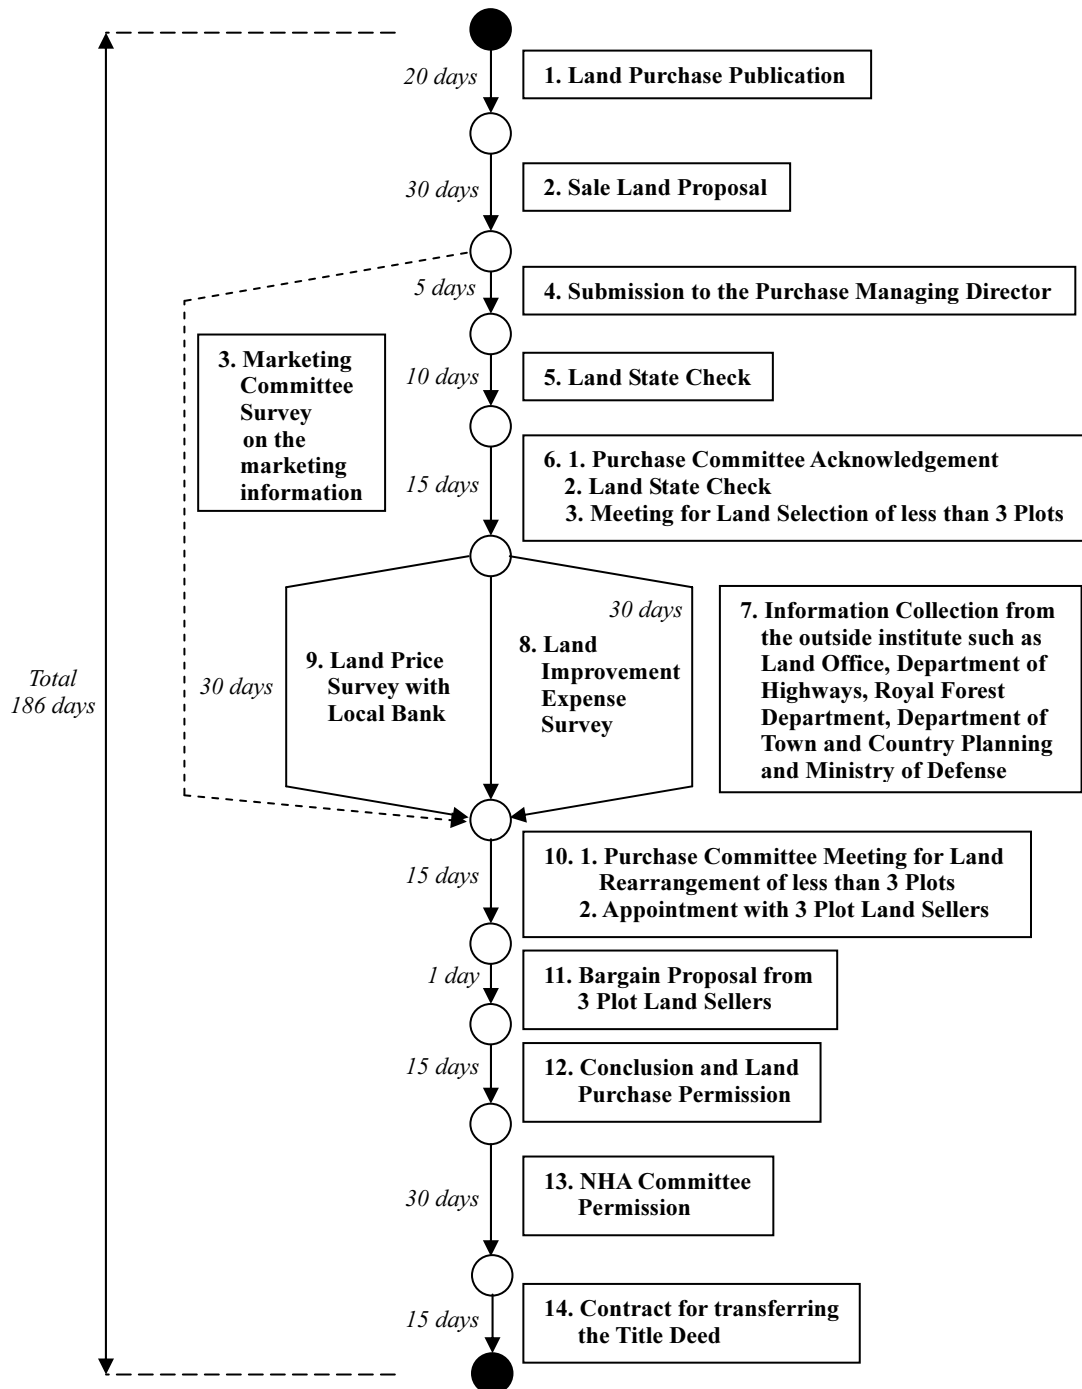 20 days
1. Land Purchase Publication
30 days
2. Sale Land Proposal
5 days
4. Submission to the Purchase Managing Director
3. Marketing
Committee
Survey
on the
marketing
information
10 days
5. Land State Check
15 days
6. 1. Purchase Committee Acknowledgement
2. Land State Check
3. Meeting for Land Selection of less than 3 Plots
Total
186 days
30 days
9. Land Price
Survey with
Local Bank
30 days
8. Land
Improvement
Expense
Survey
7. Information Collection from
the outside institute such as
Land Office, Department of
Highways, Royal Forest
Department, Department of
Town and Country Planning
and Ministry of Defense
15 days
10. 1. Purchase Committee Meeting for Land
Rearrangement of less than 3 Plots
2. Appointment with 3 Plot Land Sellers
1 day
11. Bargain Proposal from
3 Plot Land Sellers
15 days
12. Conclusion and Land
Purchase Permission
30 days
13. NHA Committee
Permission
15 days
14. Contract for transferring
the Title Deed